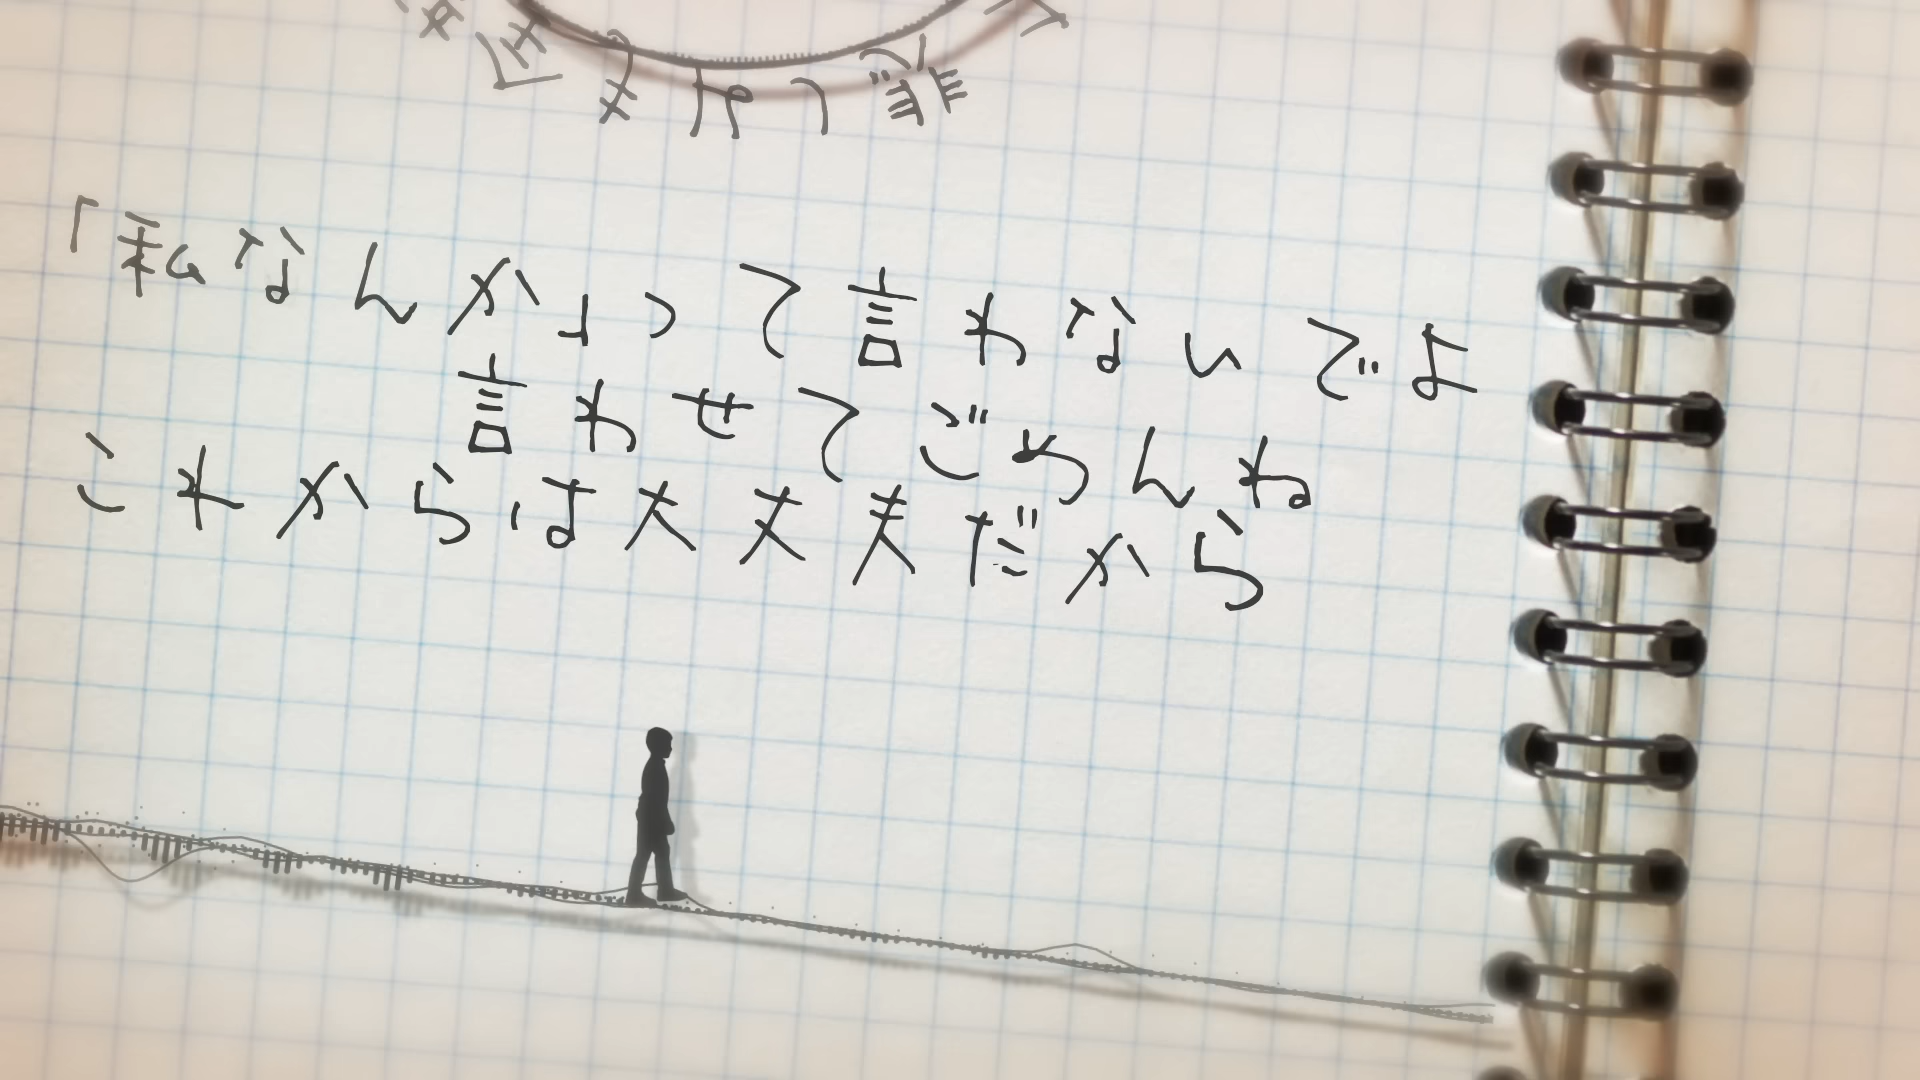 「私なんか」って言わないでよ
言わせてごめんね
これからは大丈夫だから